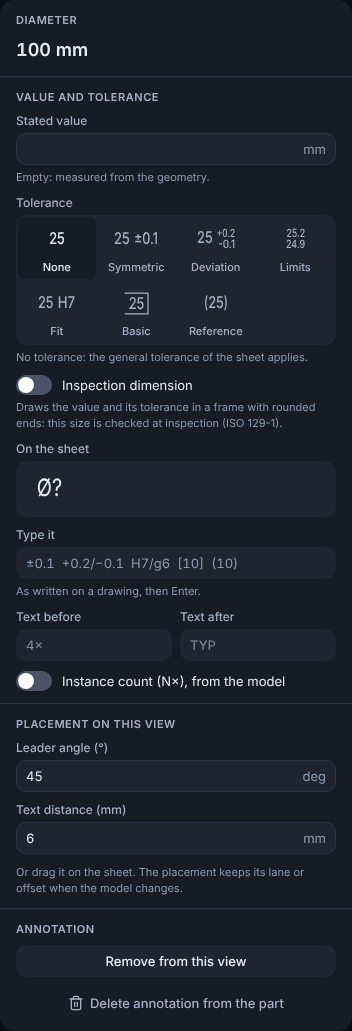 DIAMETER
100 mm
VALUE AND TOLERANCE
Stated value
mm
Empty: measured from the geometry.
Tolerance
25
None
25 ±0.1
Symmetric
25 +0.2 -0.1
Deviation
25.2
24.9
Limits
25 H7
Fit
25
Basic
(25)
Reference
No tolerance: the general tolerance of the sheet applies.
Inspection dimension
Draws the value and its tolerance in a frame with rounded
ends: this size is checked at inspection (ISO 129-1).
On the sheet
Ø?
Type it
±0.1 +0.2/−0.1 H7/g6 [10] (10)
As written on a drawing, then Enter.
Text before
Text after
4×
TYP
Instance count (N×), from the model
PLACEMENT ON THIS VIEW
Leader angle (°)
45 deg
Text distance (mm)
6 mm
Or drag it on the sheet. The placement keeps its lane or
offset when the model changes.
ANNOTATION
Remove from this view
Delete annotation from the part